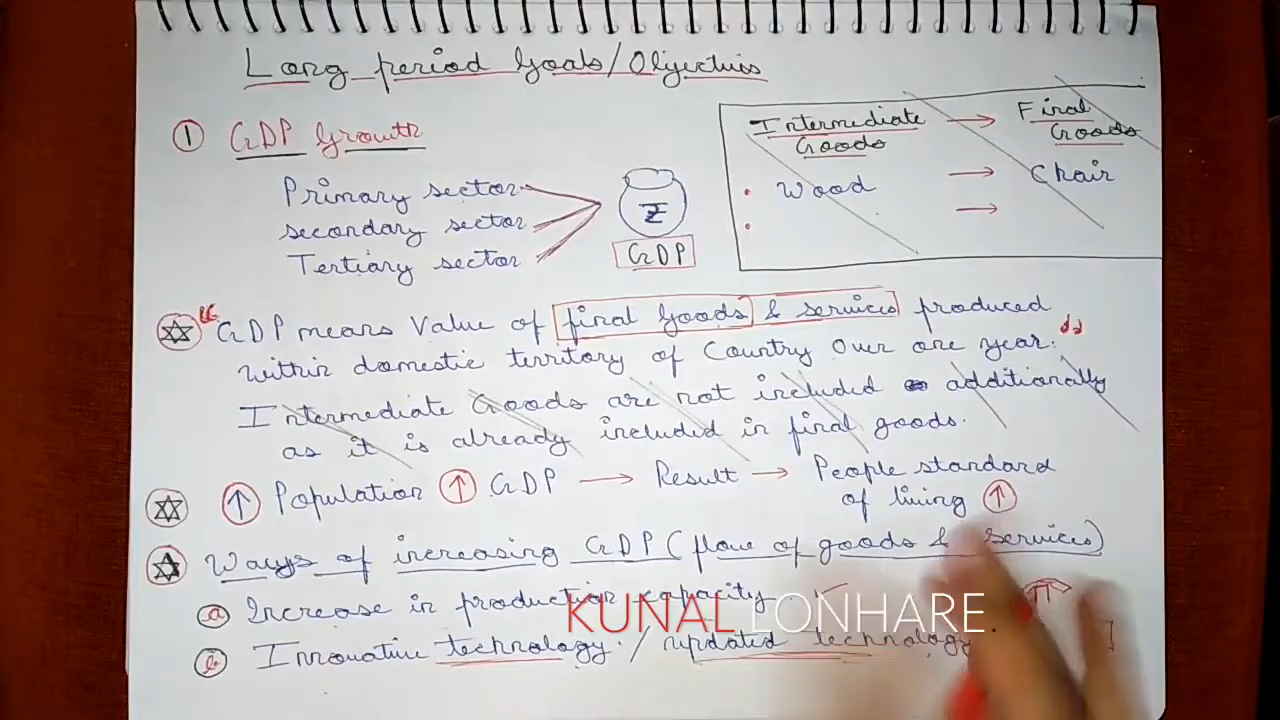 Long period Goals/Objectives
① GDP Growth
Primary sector
secondary sector
Tertiary sector
₹
GDP
Intermediate Goods → Final Goods
• Wood → Chair
• →
"GDP means Value of final goods & services produced
within domestic territory of Country Over one year."
Intermediate Goods are not included additionally
as it is already included in final goods.
↑ Population ↑ GDP → Result → People standard
of living ↑
Ways of increasing GDP (flow of goods & services)
ⓐ Increase in production capacity
ⓑ Innovative technology / updated technology.
KUNAL LONHARE